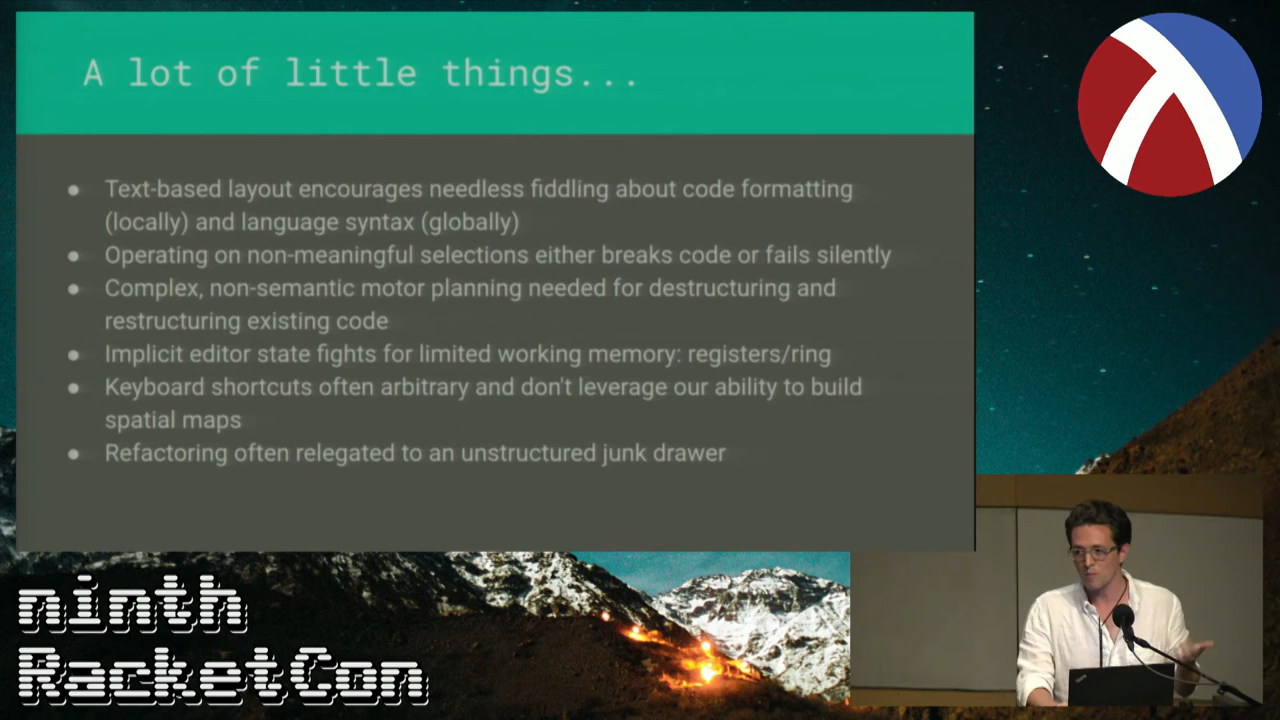 A lot of little things...
● Text-based layout encourages needless fiddling about code formatting
(locally) and language syntax (globally)
● Operating on non-meaningful selections either breaks code or fails silently
● Complex, non-semantic motor planning needed for destructuring and
restructuring existing code
● Implicit editor state fights for limited working memory: registers/ring
● Keyboard shortcuts often arbitrary and don't leverage our ability to build
spatial maps
● Refactoring often relegated to an unstructured junk drawer
ninth
RacketCon